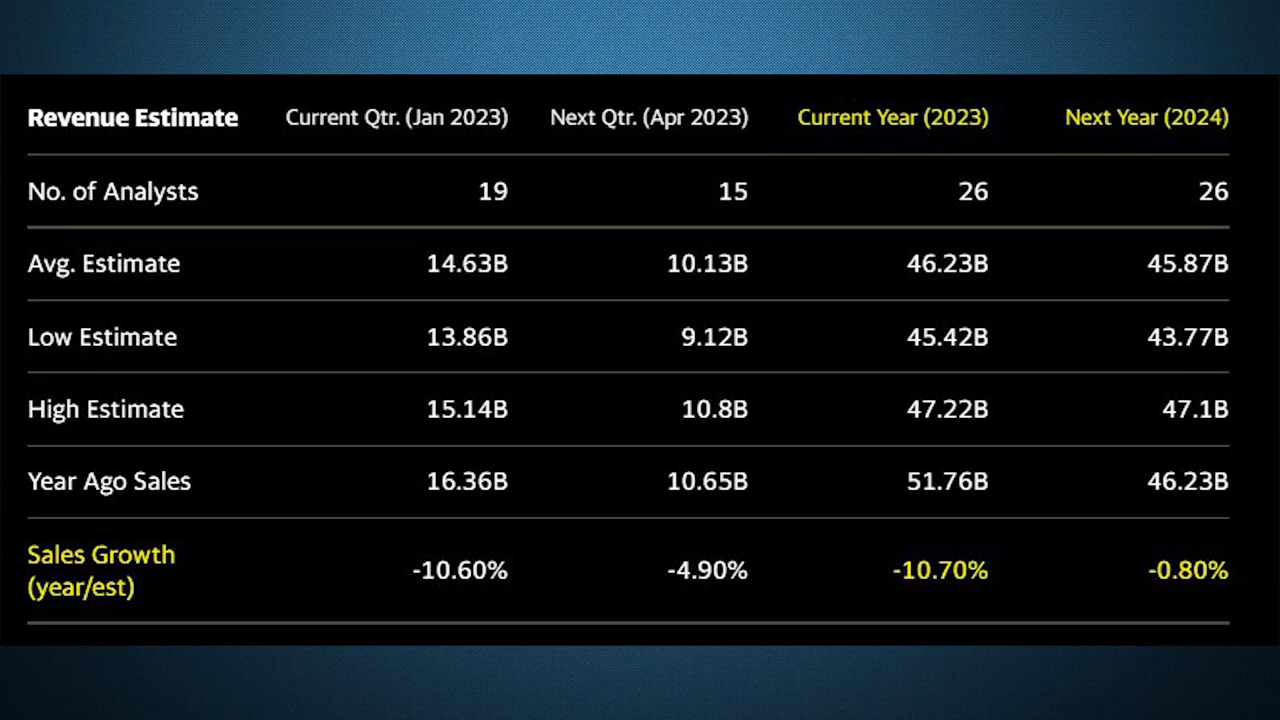 Revenue Estimate Current Qtr. (Jan 2023) Next Qtr. (Apr 2023) Current Year (2023) Next Year (2024)
No. of Analysts 19 15 26 26
Avg. Estimate 14.63B 10.13B 46.23B 45.87B
Low Estimate 13.86B 9.12B 45.42B 43.77B
High Estimate 15.14B 10.8B 47.22B 47.1B
Year Ago Sales 16.36B 10.65B 51.76B 46.23B
Sales Growth
(year/est) -10.60% -4.90% -10.70% -0.80%